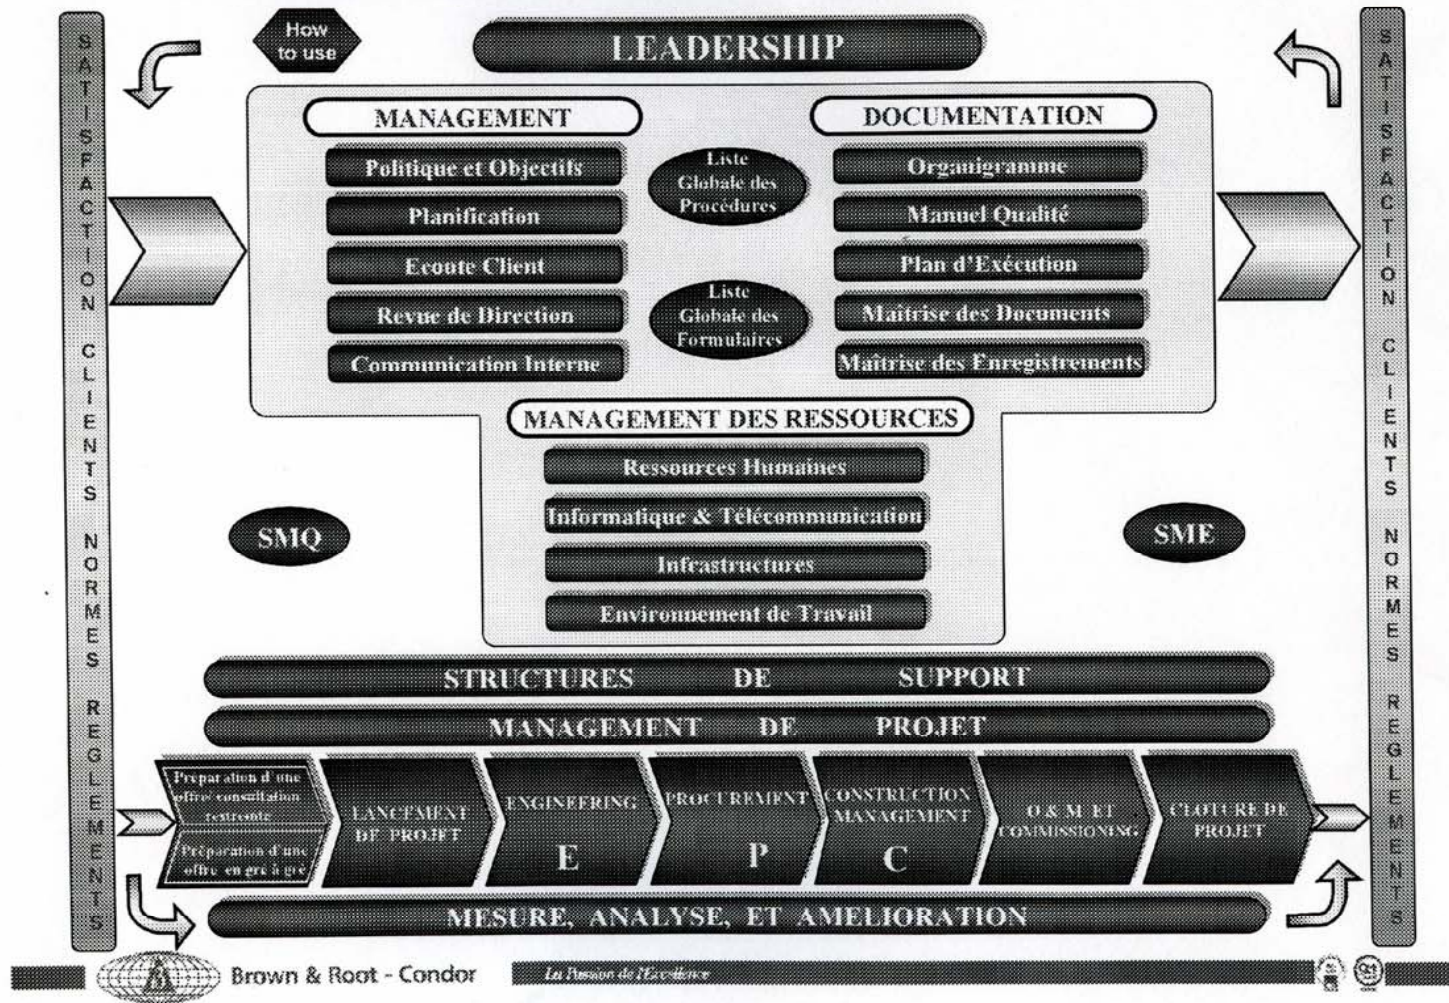 How
to use
LEADERSHIP
SATISFACTION CLIENTS NORMES REGLEMENTS
MANAGEMENT
Politique et Objectifs
Planification
Ecoute Client
Revue de Direction
Communication Interne
Liste
Globale des
Procédures
Liste
Globale des
Formulaires
DOCUMENTATION
Organigramme
Manuel Qualité
Plan d'Exécution
Maîtrise des Documents
Maîtrise des Enregistrements
MANAGEMENT DES RESSOURCES
Ressources Humaines
Informatique & Télécommunication
Infrastructures
Environnement de Travail
SMQ
SME
STRUCTURES DE SUPPORT
MANAGEMENT DE PROJET
Préparation d'une
offre/ consultation
restreinte
Préparation d'une
offre en gré à gré
LANCEMENT
DE PROJET
ENGINEERING
E
PROCUREMENT
P
CONSTRUCTION
MANAGEMENT
C
O & M ET
COMMISSIONING
CLOTURE DE
PROJET
MESURE, ANALYSE, ET AMELIORATION
SATISFACTION CLIENTS NORMES REGLEMENTS
Brown & Root - Condor
La Passion de l'Excellence